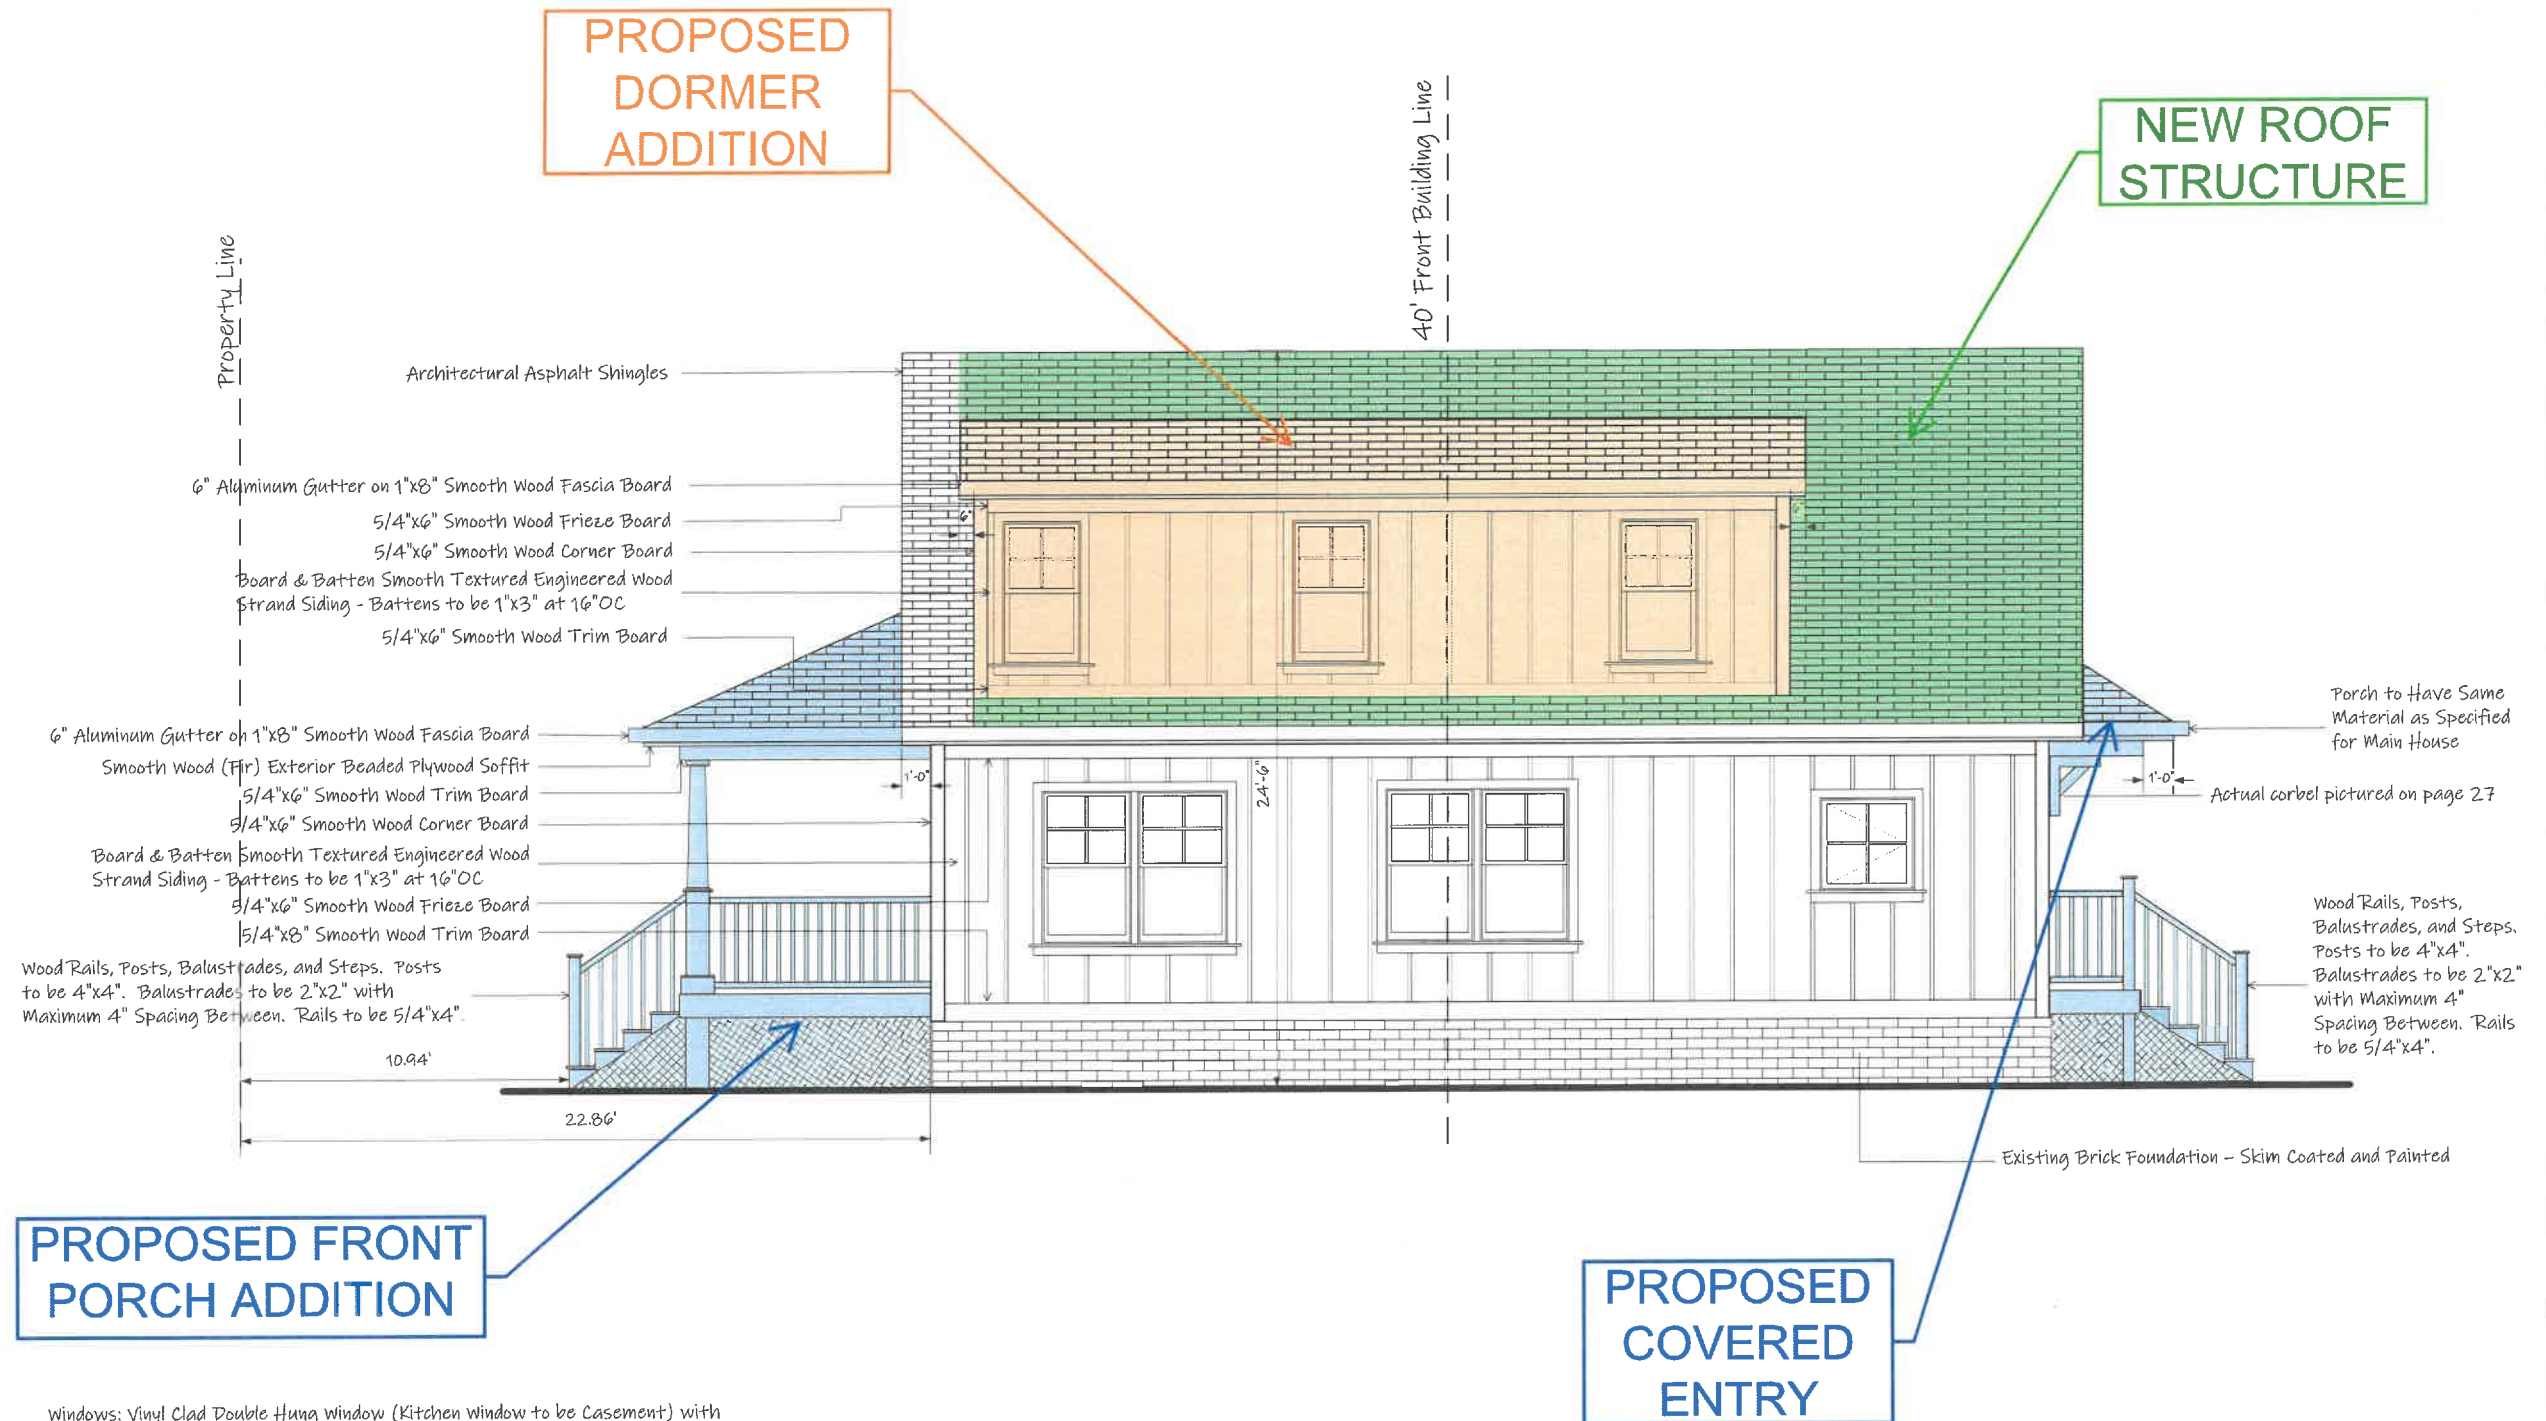 PROPOSED
DORMER
ADDITION
NEW ROOF
STRUCTURE
Property Line
40' Front Building Line
Architectural Asphalt Shingles
6" Aluminum Gutter on 1"x8" Smooth Wood Fascia Board
5/4"x6" Smooth Wood Frieze Board
5/4"x6" Smooth Wood Corner Board
Board & Batten Smooth Textured Engineered Wood
Strand Siding - Battens to be 1"x3" at 16"OC
5/4"x6" Smooth Wood Trim Board
6"
6" Aluminum Gutter on 1"x8" Smooth Wood Fascia Board
Smooth Wood (Fir) Exterior Beaded Plywood Soffit
5/4"x6" Smooth Wood Trim Board
5/4"x6" Smooth Wood Corner Board
Board & Batten Smooth Textured Engineered Wood
Strand Siding - Battens to be 1"x3" at 16"OC
5/4"x6" Smooth Wood Frieze Board
5/4"x8" Smooth Wood Trim Board
Wood Rails, Posts, Balustrades, and Steps. Posts
to be 4"x4". Balustrades to be 2"x2" with
Maximum 4" Spacing Between. Rails to be 5/4"x4".
1'-0"
24'-6"
Porch to Have Same
Material as Specified
for Main House
1'-0"
Actual corbel pictured on page 27
Wood Rails, Posts,
Balustrades, and Steps.
Posts to be 4"x4".
Balustrades to be 2"x2"
with Maximum 4"
Spacing Between. Rails
to be 5/4"x4".
10.94'
22.86'
Existing Brick Foundation - Skim Coated and Painted
PROPOSED FRONT
PORCH ADDITION
PROPOSED
COVERED
ENTRY
Windows: Vinyl Clad Double Hung Window (Kitchen Window to be Casement) with